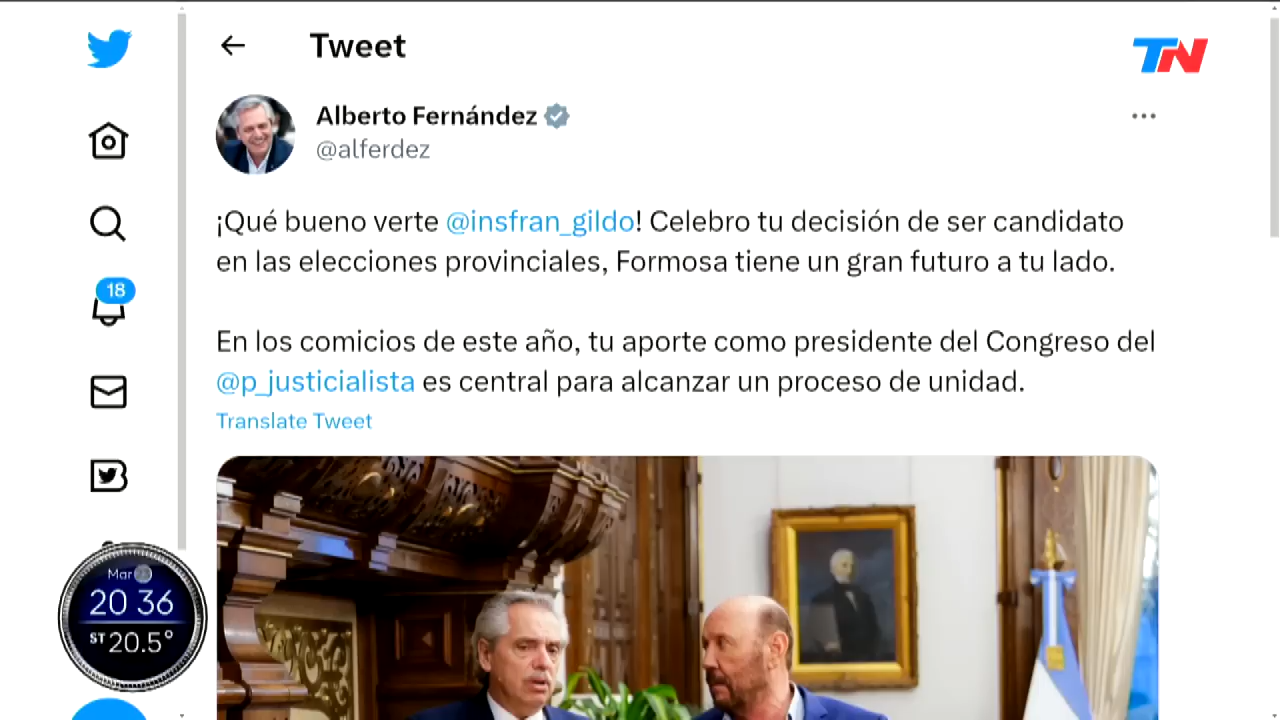 Tweet
TN
Alberto Fernández
@alferdez
¡Qué bueno verte @insfran_gildo! Celebro tu decisión de ser candidato
en las elecciones provinciales, Formosa tiene un gran futuro a tu lado.
En los comicios de este año, tu aporte como presidente del Congreso del
@p_justicialista es central para alcanzar un proceso de unidad.
Translate Tweet
18
Mar
20 36
ST 20.5°